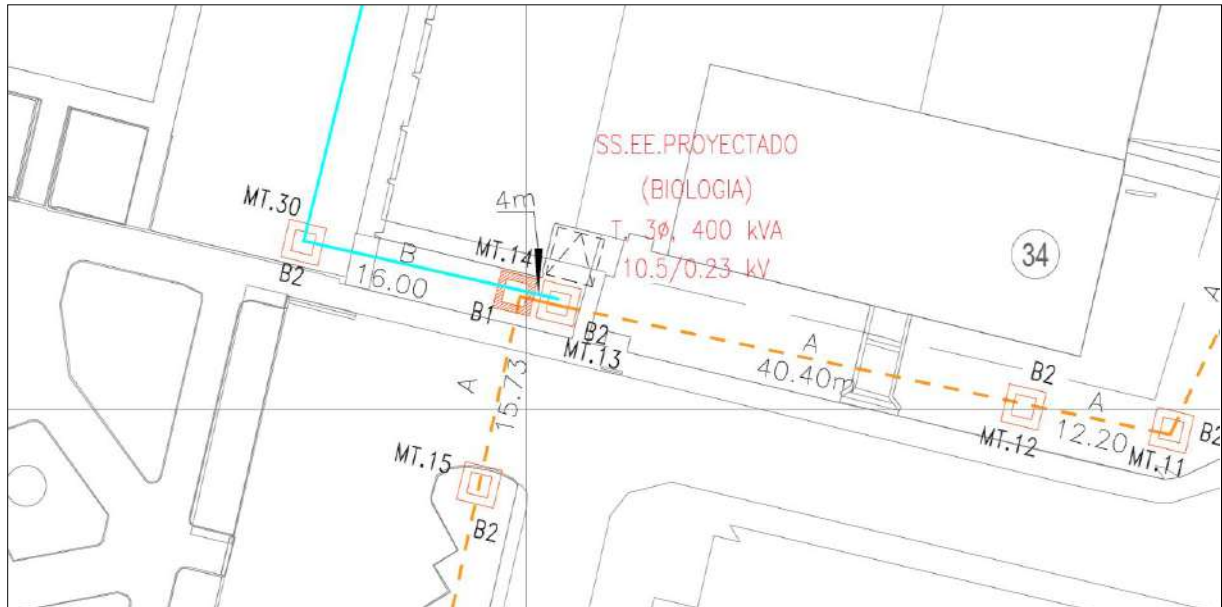 SS.EE.PROYECTADO
(BIOLOGIA)
T. 3ø, 400 kVA
10.5/0.23 kV
34
MT.30
B2
B
16.00
4m
MT.14
B1
B2
MT.13
A
40.40m
B2
MT.12
A
12.20
B2
MT.11
A
A
15.73
MT.15
B2